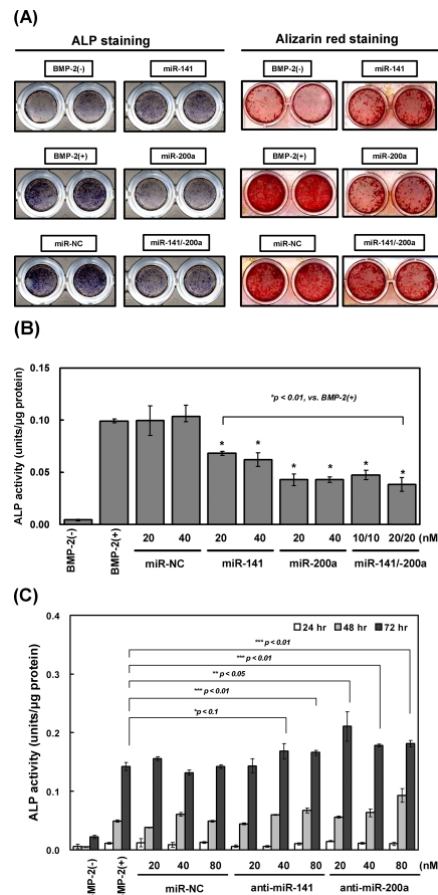 (A)
ALP staining
Alizarin red staining
BMP-2(-)
miR-141
BMP-2(-)
miR-141
BMP-2(+)
miR-200a
BMP-2(+)
miR-200a
miR-NC
miR-141/-200a
miR-NC
miR-141/-200a
(B)
ALP activity (units/µg protein)
0.15
0.10
0.05
0.00
*p < 0.01, vs. BMP-2(+)
* * * * * *
BMP-2(-)
BMP-2(+)
20 40 20 40 20 40 10/10 20/20 (nM
miR-NC miR-141 miR-200a miR-141/-200a
(C)
ALP activity (units/µg protein)
0.4
0.3
0.2
0.1
0.0
24 hr 48 hr 72 hr
*** p < 0.01
*** p < 0.01
** p < 0.05
*** p < 0.01
*p < 0.1
MP-2(-)
MP-2(+)
20 40 80 20 40 80 20 40 80 (nM)
miR-NC anti-miR-141 anti-miR-200a